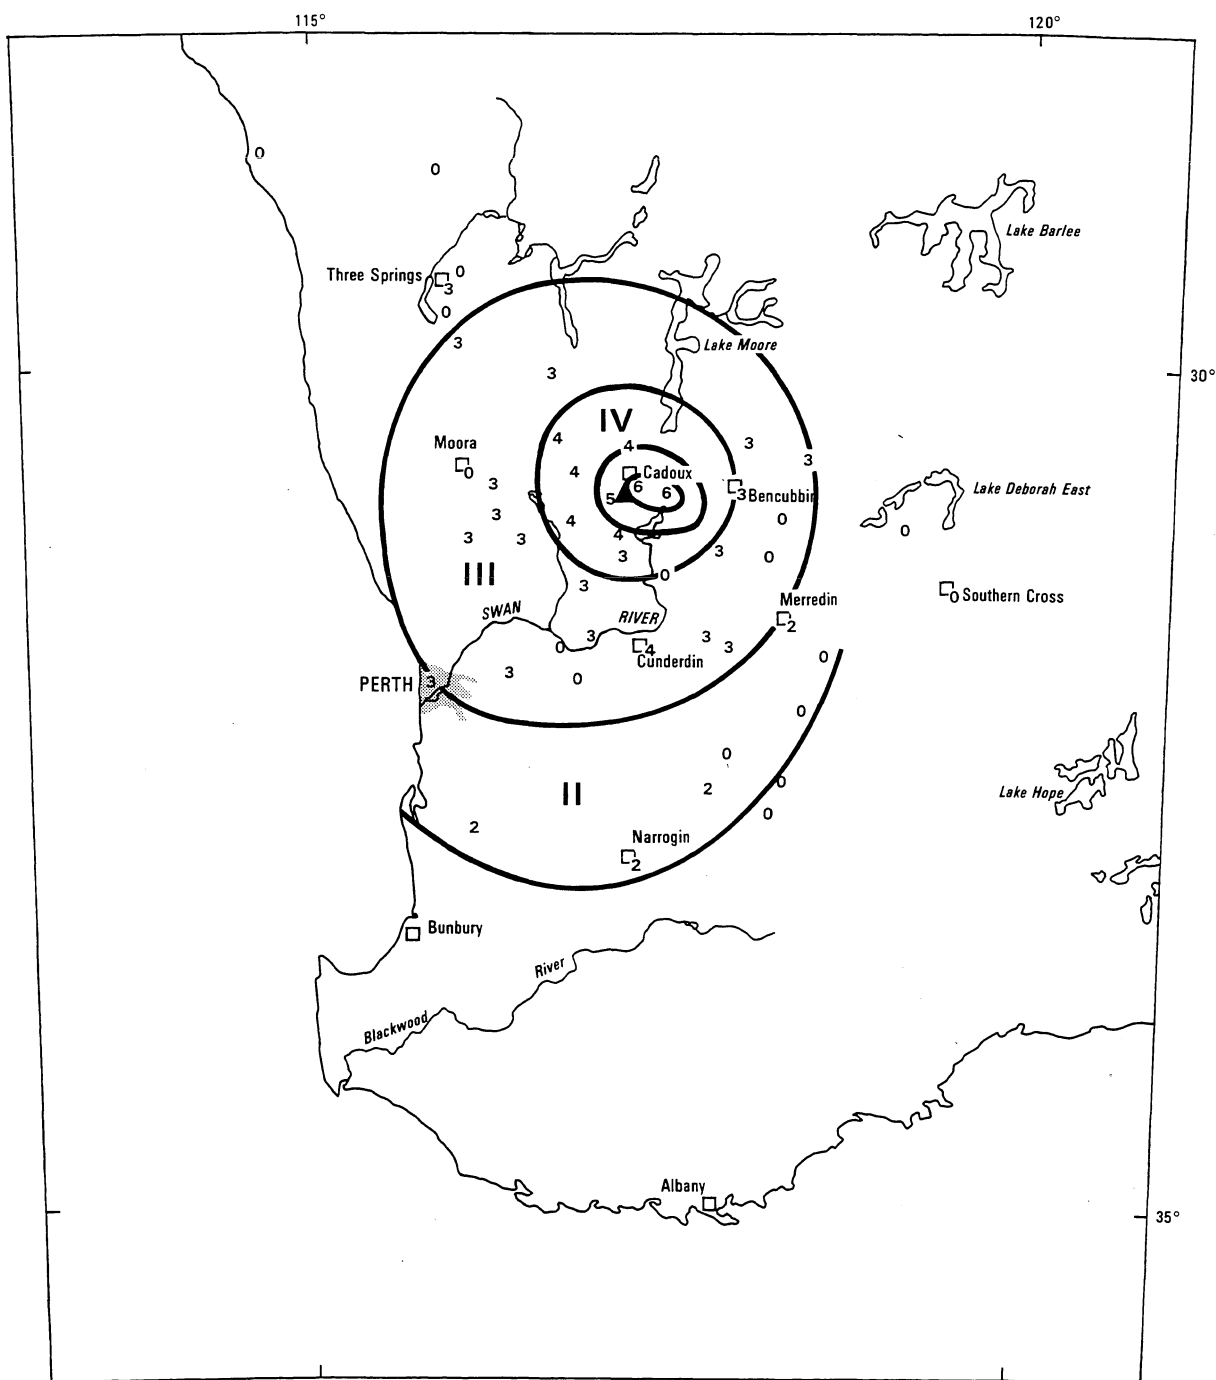 115° 120°
0
0
Lake Barlee
Three Springs 0
3
0
3
Lake Moore
3
30°
IV
4 4 3
Moora
0
3
4
Cadoux
3
6 6
5
3 Bencubbin
Lake Deborah East
3
4
0
0
3 3
4
3
3
0
III
0
3
0 Southern Cross
Merredin
2
SWAN RIVER
0 3
4
Cunderdin
3 3
0
PERTH 3
3
0
0
0
2
0
0
II
Lake Hope
2
Narrogin
2
Bunbury
Blackwood River
Albany
35°